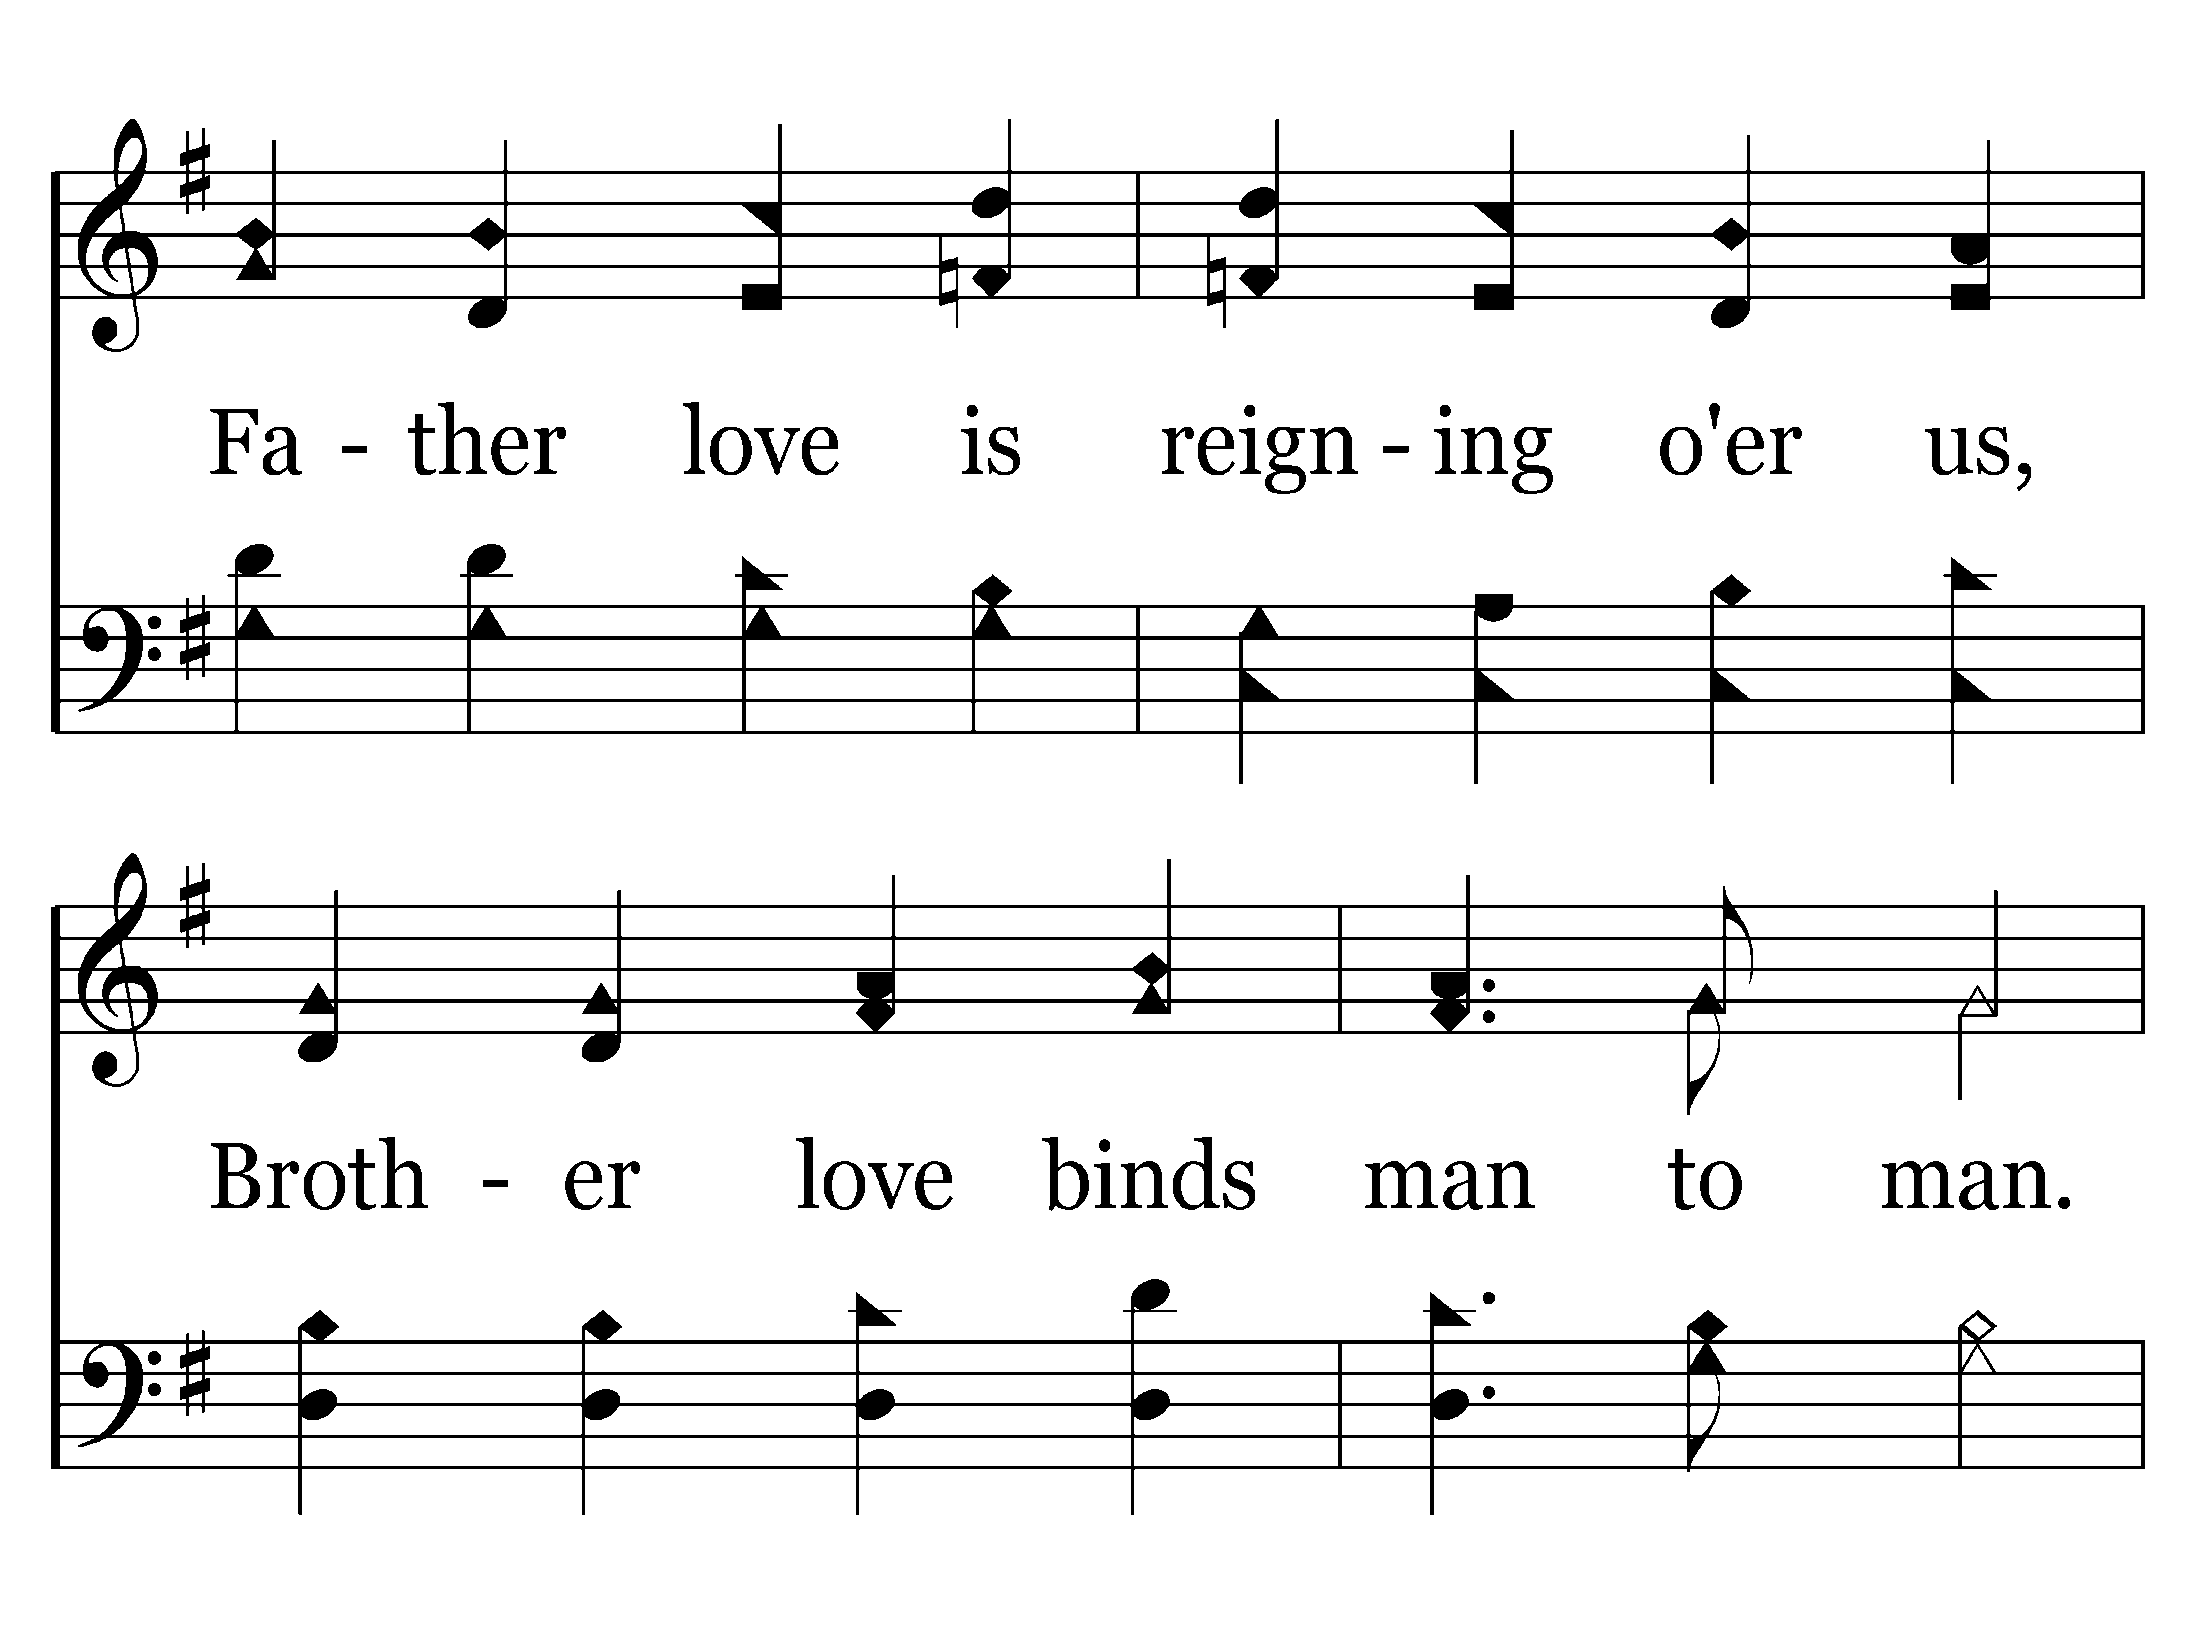 Fa - ther love is reign - ing o'er us,
Broth - er love binds man to man.